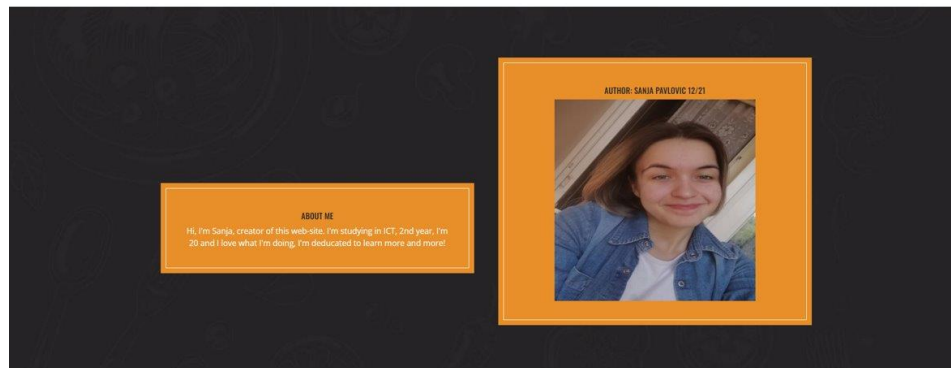 ABOUT ME
Hi, I'm Sanja, creator of this web-site. I'm studying in ICT, 2nd year, I'm
20 and I love what I'm doing, I'm deducated to learn more and more!
AUTHOR: SANJA PAVLOVIC 12/21